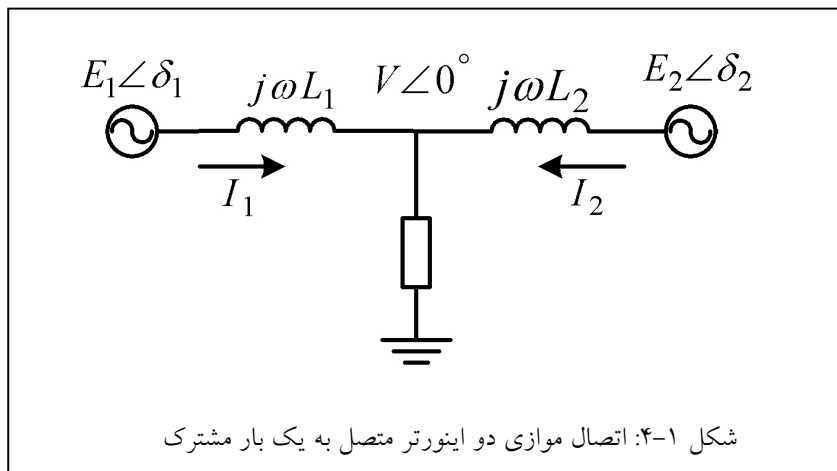 E₁∠δ₁ jωL₁ V∠0° jωL₂ E₂∠δ₂
I₁ I₂
شکل ۱-۴: اتصال موازی دو اینورتر متصل به یک بار مشترک